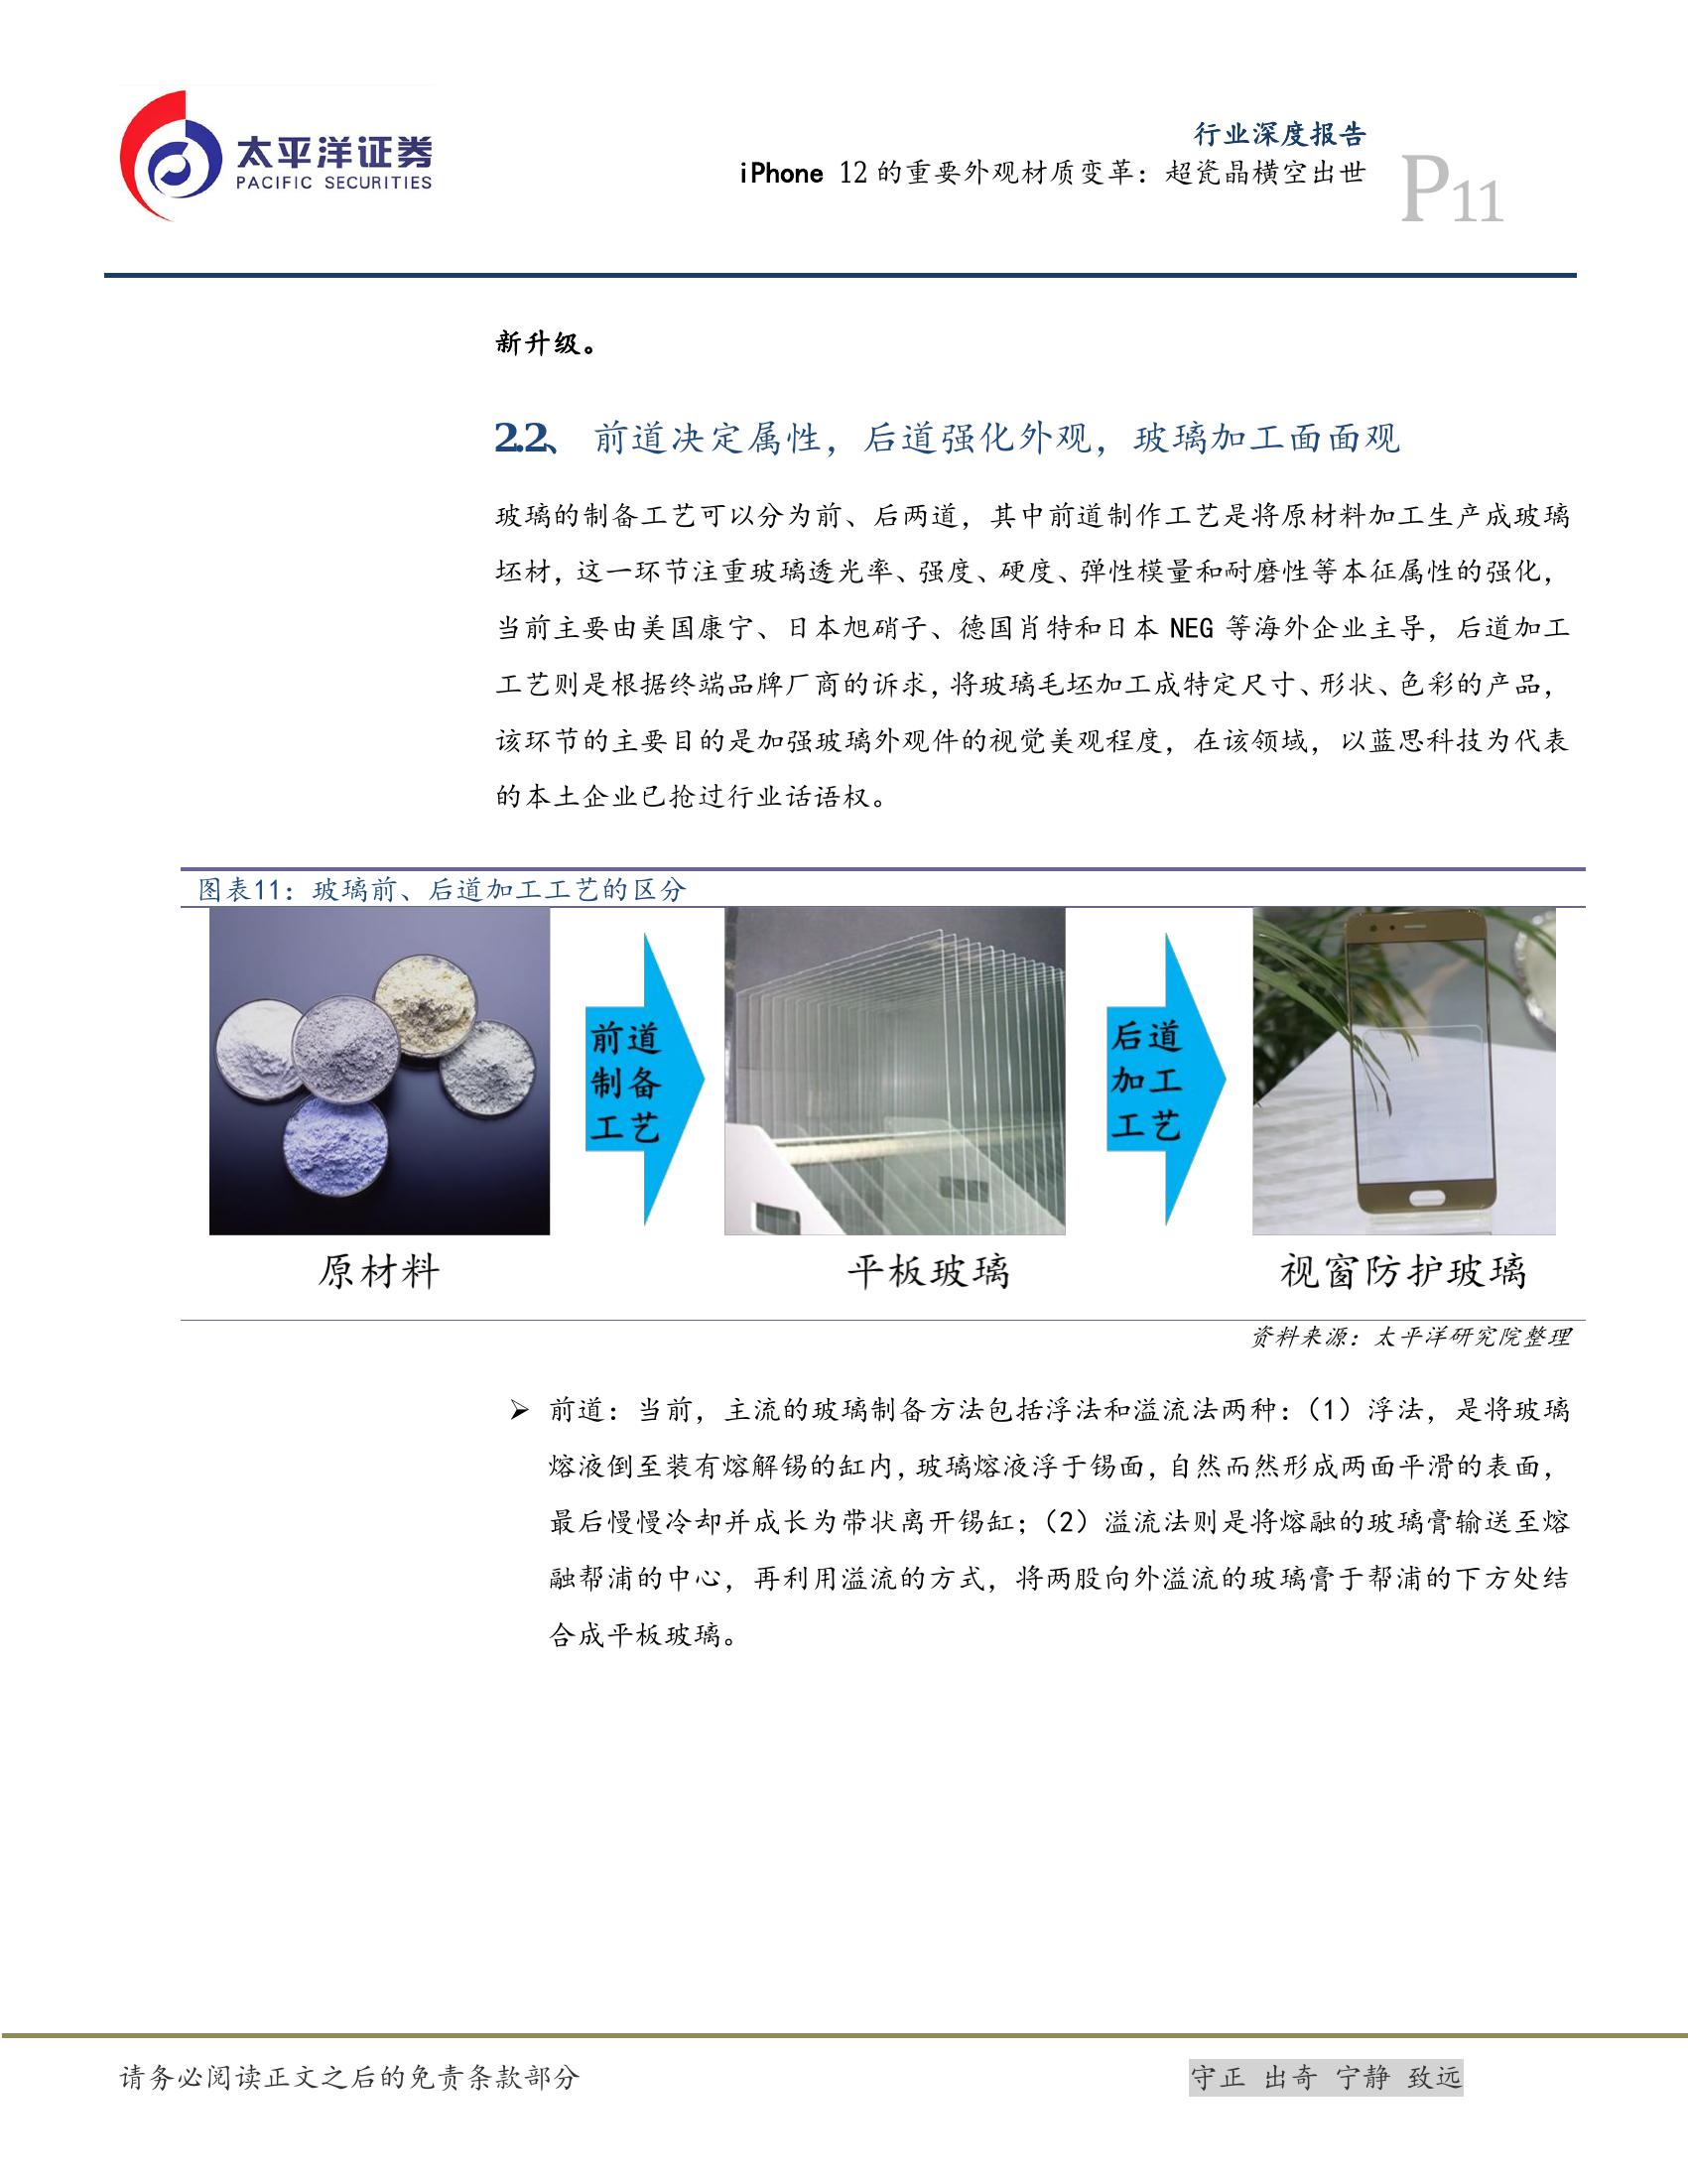 太平洋证券
PACIFIC SECURITIES
行业深度报告
iPhone 12 的重要外观材质变革：超瓷晶横空出世
P11
新升级。
2.2、 前道决定属性，后道强化外观，玻璃加工面面观
玻璃的制备工艺可以分为前、后两道，其中前道制作工艺是将原材料加工生产成玻璃
坯材，这一环节注重玻璃透光率、强度、硬度、弹性模量和耐磨性等本征属性的强化，
当前主要由美国康宁、日本旭硝子、德国肖特和日本 NEG 等海外企业主导，后道加工
工艺则是根据终端品牌厂商的诉求，将玻璃毛坯加工成特定尺寸、形状、色彩的产品，
该环节的主要目的是加强玻璃外观件的视觉美观程度，在该领域，以蓝思科技为代表
的本土企业已抢过行业话语权。
图表11：玻璃前、后道加工工艺的区分
前道
制备
工艺
后道
加工
工艺
原材料
平板玻璃
视窗防护玻璃
资料来源：太平洋研究院整理
➢ 前道：当前，主流的玻璃制备方法包括浮法和溢流法两种：（1）浮法，是将玻璃
熔液倒至装有熔解锡的缸内，玻璃熔液浮于锡面，自然而然形成两面平滑的表面，
最后慢慢冷却并成长为带状离开锡缸；（2）溢流法则是将熔融的玻璃膏输送至熔
融帮浦的中心，再利用溢流的方式，将两股向外溢流的玻璃膏于帮浦的下方处结
合成平板玻璃。
请务必阅读正文之后的免责条款部分
守正 出奇 宁静 致远